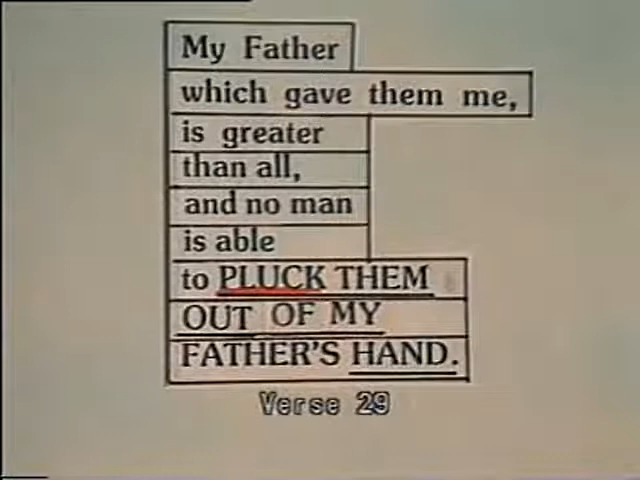 My Father
which gave them me,
is greater
than all,
and no man
is able
to PLUCK THEM
OUT OF MY
FATHER'S HAND.
Verse 29